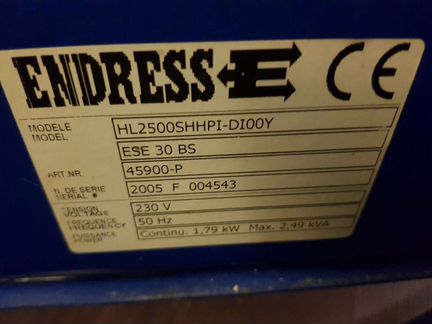 ENDRESS E CE
MODELE HL2500SHHPI-DI00Y
MODEL
ESE 30 BS
ART.NR. 45900-P
N. DE SERIE 2005 F 004543
SERIAL #
TENSION 230 V
VOLTAGE
FREQUENCE 50 Hz
FREQUENCY
PUISSANCE Continu. 1,79 kW Max. 2,49 kVA
POWER